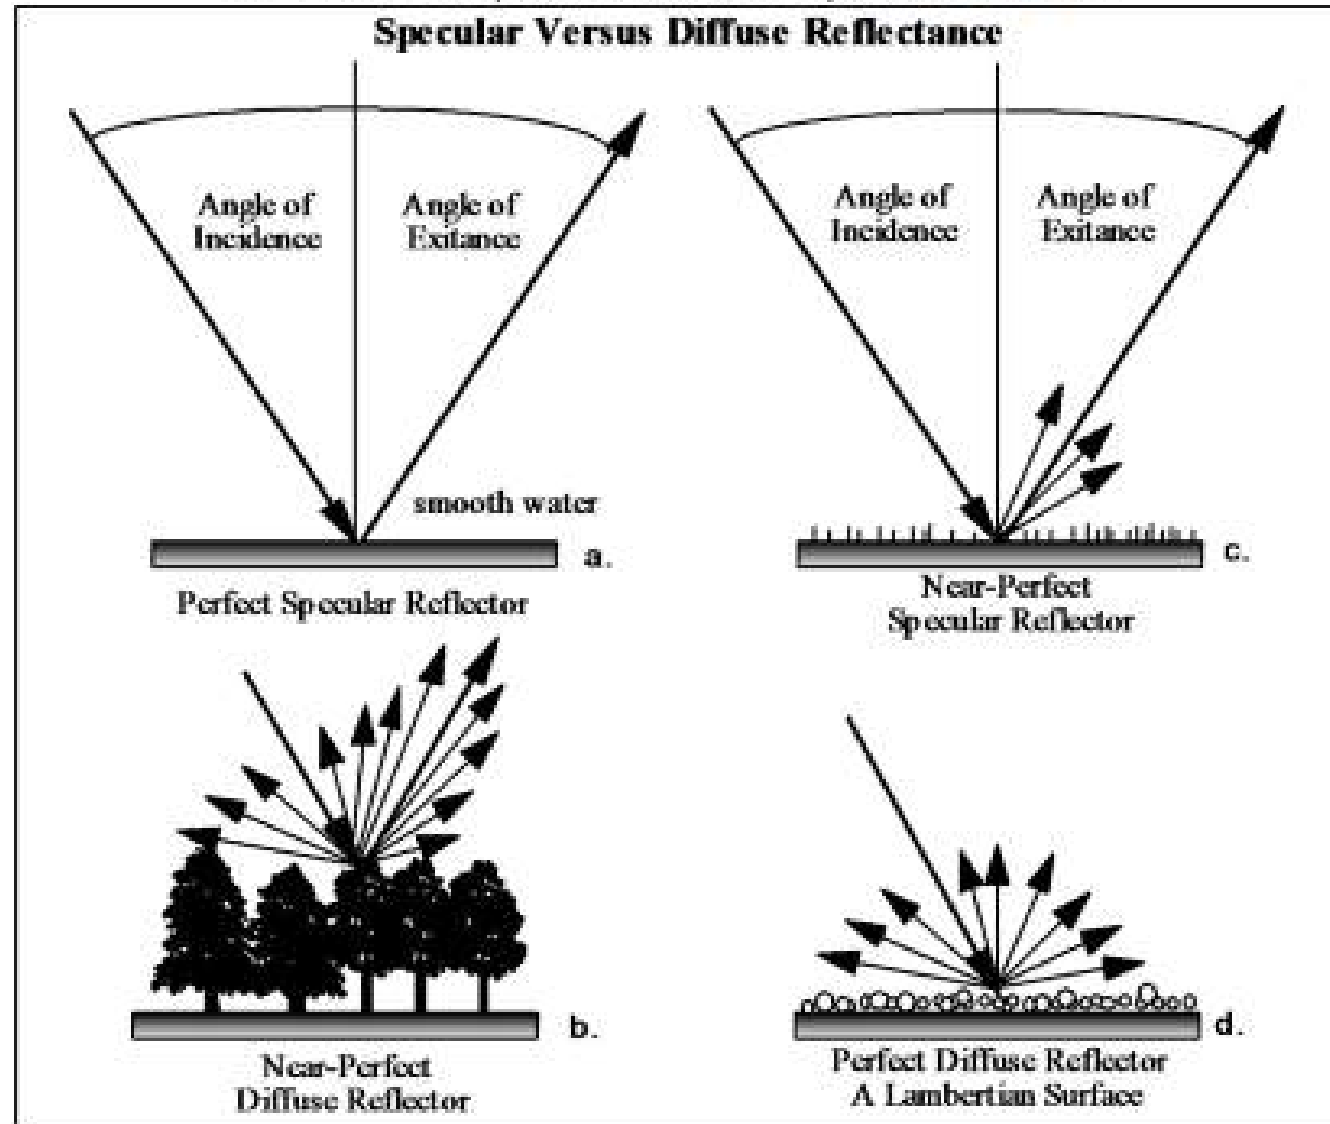 Specular Versus Diffuse Reflectance
Angle of
Incidence
Angle of
Exitance
smooth water
a.
Perfect Specular Reflector
Angle of
Incidence
Angle of
Exitance
c.
Near-Perfect
Specular Reflector
b.
Near-Perfect
Diffuse Reflector
d.
Perfect Diffuse Reflector
A Lambertian Surface